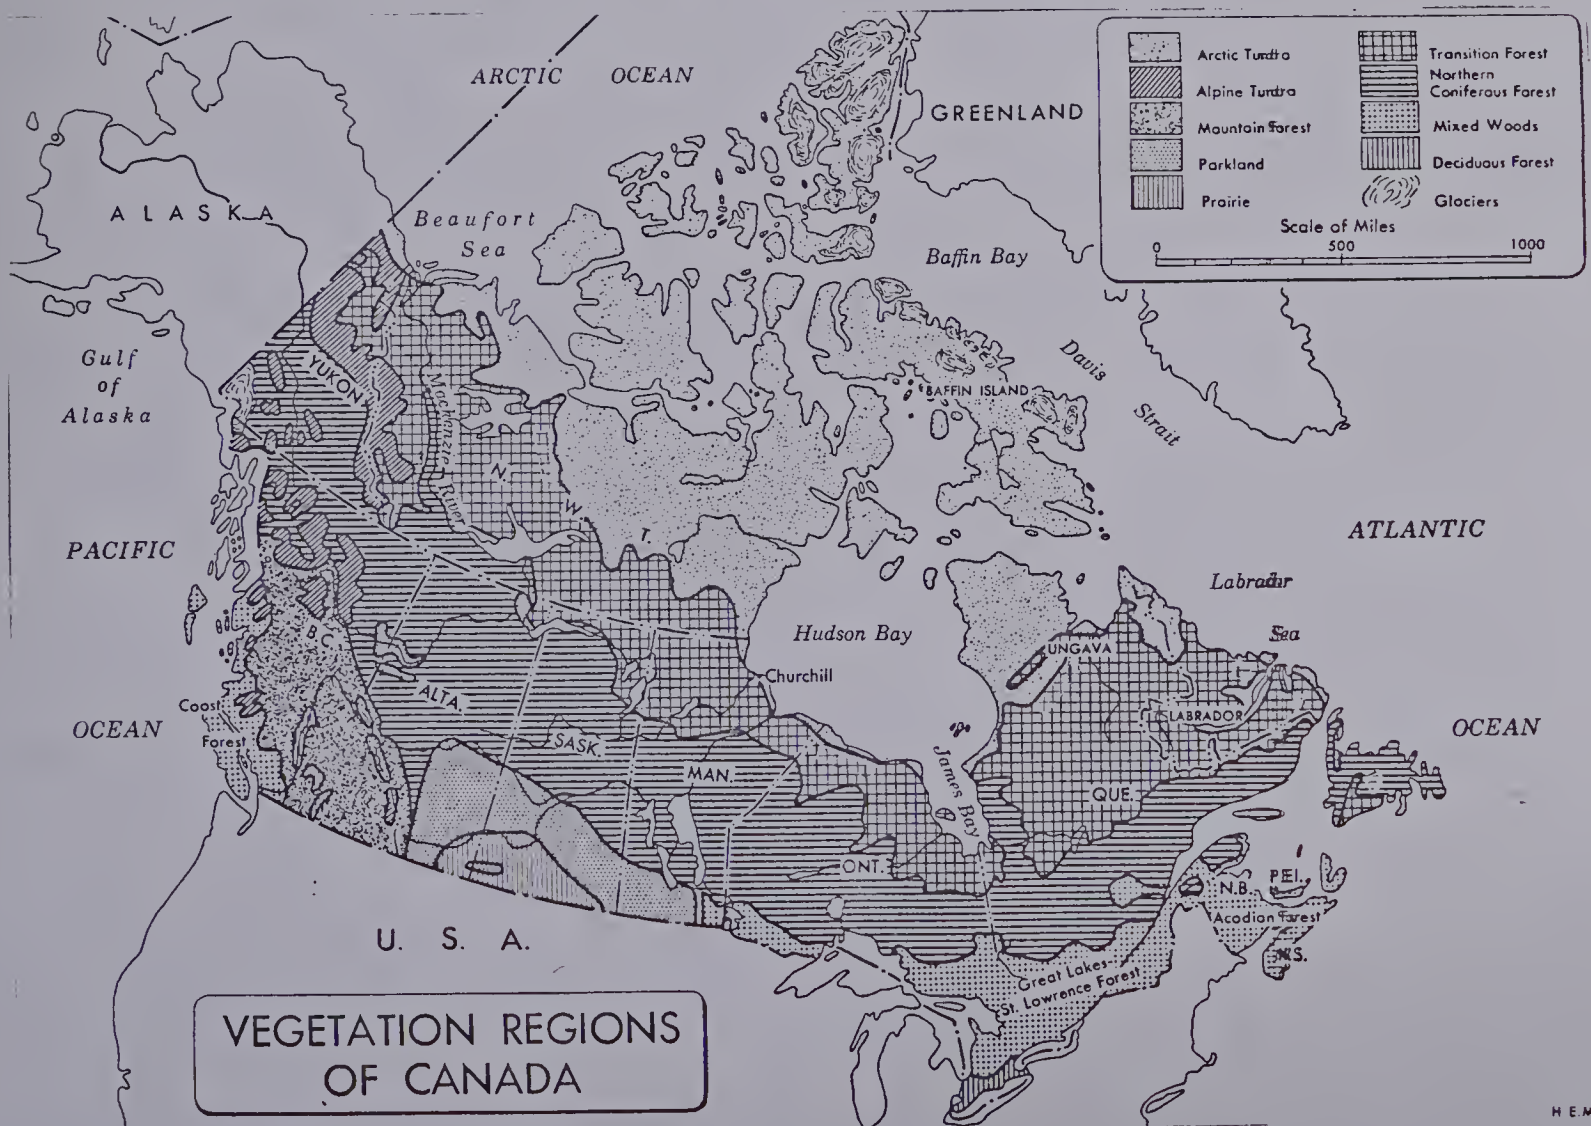 ARCTIC OCEAN
GREENLAND
ALASKA
Beaufort
Sea
Baffin Bay
Arctic Tundra
Alpine Tundra
Mountain Forest
Parkland
Prairie
Transition Forest
Northern
Coniferous Forest
Mixed Woods
Deciduous Forest
Glaciers
Scale of Miles
0 500 1000
Gulf
of
Alaska
YUKON
Mackenzie River
N. W. T.
BAFFIN ISLAND
Davis
Strait
PACIFIC
OCEAN
ATLANTIC
OCEAN
Labrador
Sea
Hudson Bay
UNGAVA
LABRADOR
Churchill
B.C.
ALTA.
SASK.
MAN.
ONT.
QUE.
James Bay
Coast
Forest
N.B.
P.E.I.
Acadian Forest
N.S.
Great Lakes-
St. Lawrence Forest
U. S. A.
VEGETATION REGIONS
OF CANADA
H E.M